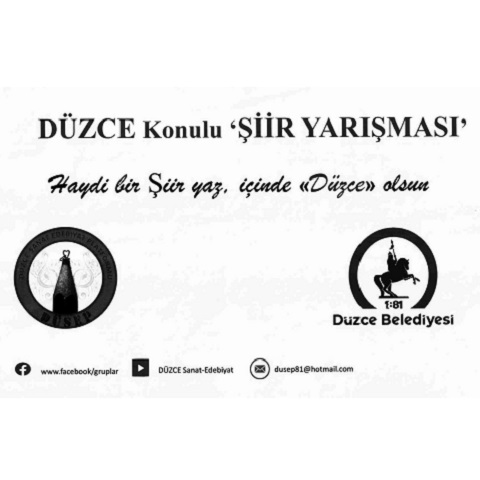 DÜZCE Konulu ‘ŞİİR YARIŞMASI’
Haydi bir Şiir yaz, içinde «Düzce» olsun
DÜSEP
1:81
Düzce Belediyesi
www.facebook/gruplar
DÜZCE Sanat-Edebiyat
dusep81@hotmail.com